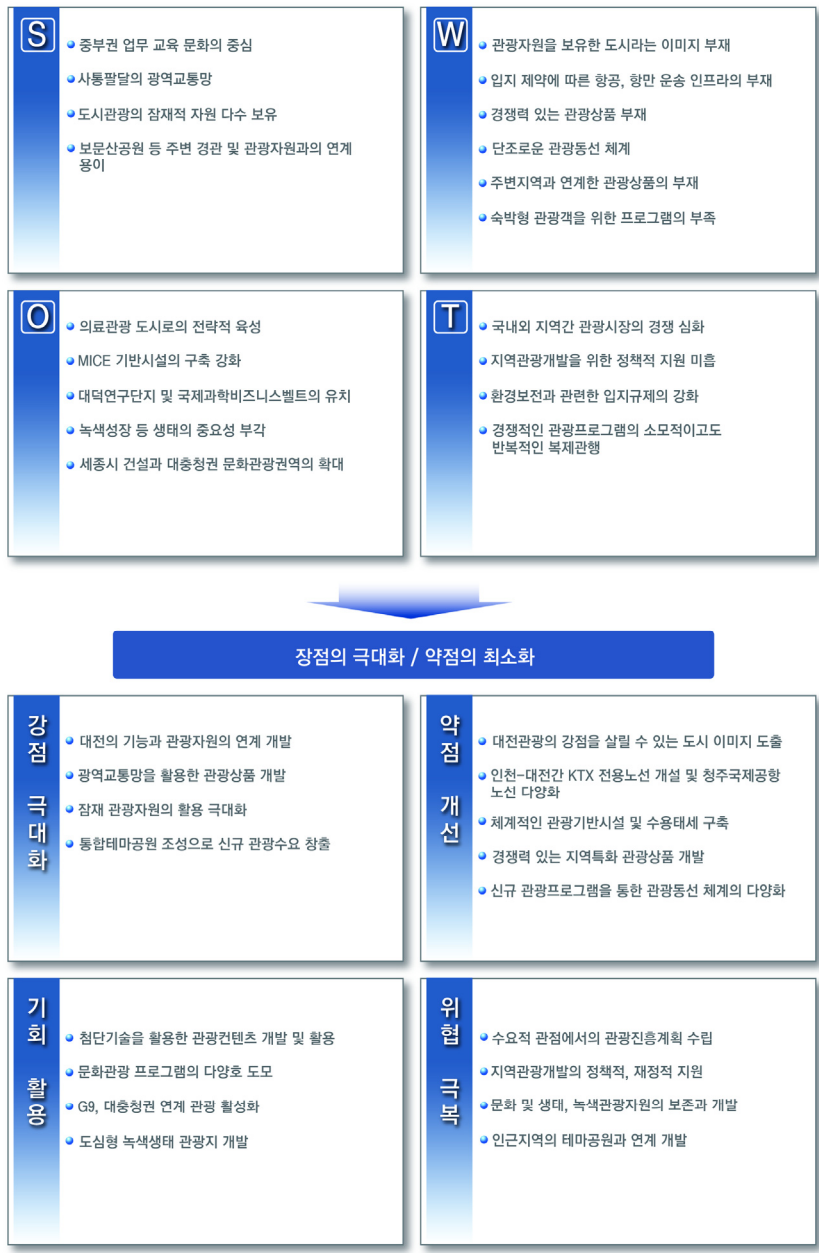 S
중부권 업무 교육 문화의 중심
사통팔달의 광역교통망
도시관광의 잠재적 자원 다수 보유
보문산공원 등 주변 경관 및 관광자원과의 연계
용이
W
관광자원을 보유한 도시라는 이미지 부재
입지 제약에 따른 항공, 항만 운송 인프라의 부재
경쟁력 있는 관광상품 부재
단조로운 관광동선 체계
주변지역과 연계한 관광상품의 부재
숙박형 관광객을 위한 프로그램의 부족
O
의료관광 도시로의 전략적 육성
MICE 기반시설의 구축 강화
대덕연구단지 및 국제과학비즈니스벨트의 유치
녹색성장 등 생태의 중요성 부각
세종시 건설과 대충청권 문화관광권역의 확대
T
국내외 지역간 관광시장의 경쟁 심화
지역관광개발을 위한 정책적 지원 미흡
환경보전과 관련한 입지규제의 강화
경쟁적인 관광프로그램의 소모적이고도
반복적인 복제관행
장점의 극대화 / 약점의 최소화
강점 극대화
대전의 기능과 관광자원의 연계 개발
광역교통망을 활용한 관광상품 개발
잠재 관광자원의 활용 극대화
통합테마공원 조성으로 신규 관광수요 창출
약점 개선
대전관광의 강점을 살릴 수 있는 도시 이미지 도출
인천-대전간 KTX 전용노선 개설 및 청주국제공항
노신 다양화
체계적인 관광기반시설 및 수용태세 구축
경쟁력 있는 지역특화 관광상품 개발
신규 관광프로그램을 통한 관광동선 체계의 다양화
기회 활용
첨단기술을 활용한 관광컨텐츠 개발 및 활용
문화관광 프로그램의 다양호 도모
G9, 대충청권 연계 관광 활성화
도심형 녹색생태 관광지 개발
위협 극복
수요적 관점에서의 관광진흥계획 수립
지역관광개발의 정책적, 재정적 지원
문화 및 생태, 녹색관광자원의 보존과 개발
인근지역의 테마공원과 연계 개발